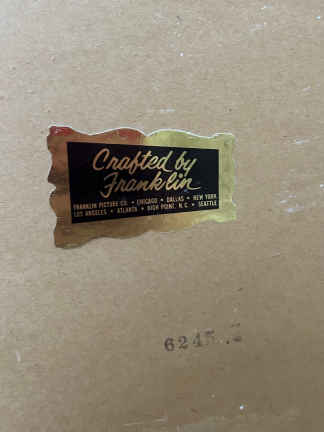 Crafted by
Franklin
FRANKLIN PICTURE CO. • CHICAGO • DALLAS • NEW YORK
LOS ANGELES • ATLANTA • HIGH POINT, N.C. • SEATTLE